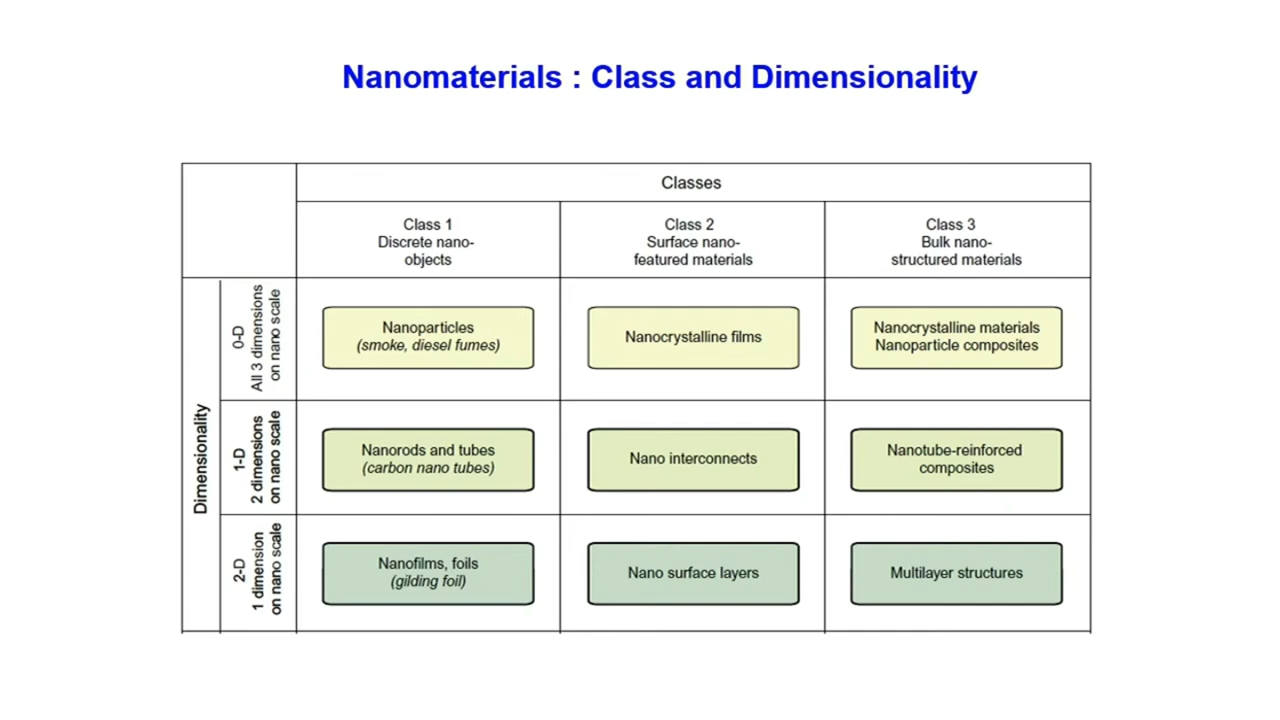 Nanomaterials : Class and Dimensionality
Classes
Class 1
Discrete nano-
objects
Class 2
Surface nano-
featured materials
Class 3
Bulk nano-
structured materials
Dimensionality
0-D
All 3 dimensions
on nano scale
Nanoparticles
(smoke, diesel fumes)
Nanocrystalline films
Nanocrystalline materials
Nanoparticle composites
1-D
2 dimensions
on nano scale
Nanorods and tubes
(carbon nano tubes)
Nano interconnects
Nanotube-reinforced
composites
2-D
1 dimension
on nano scale
Nanofilms, foils
(gilding foil)
Nano surface layers
Multilayer structures